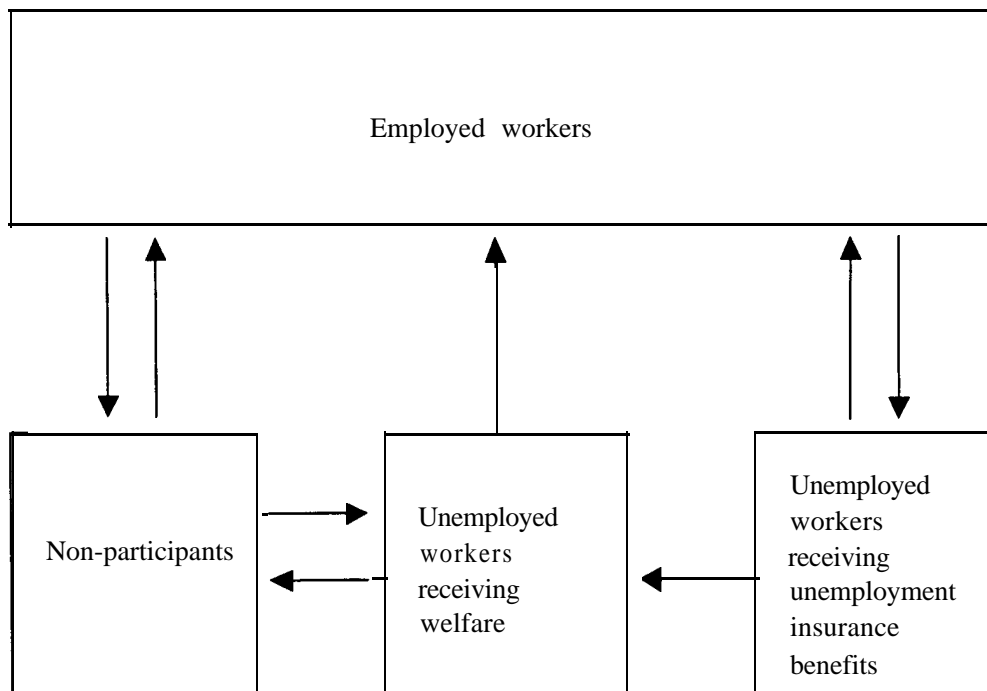 Employed workers
Non-participants
Unemployed
workers
receiving
welfare
Unemployed
workers
receiving
unemployment
insurance
benefits